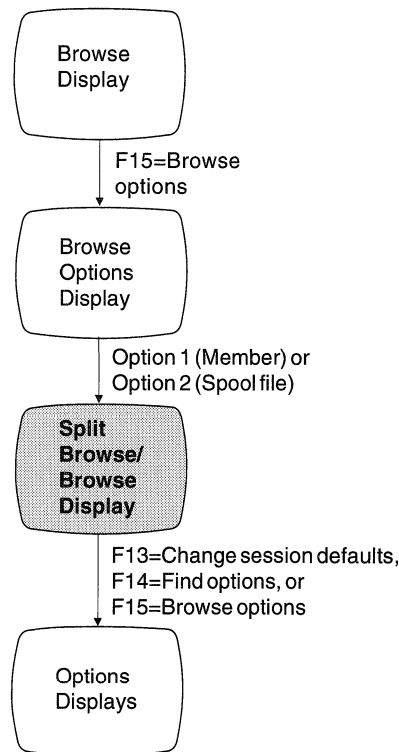 Browse
Display
F15=Browse
options
Browse
Options
Display
Option 1 (Member) or
Option 2 (Spool file)
Split
Browse/
Browse
Display
F13=Change session defaults,
F14=Find options, or
F15=Browse options
Options
Displays